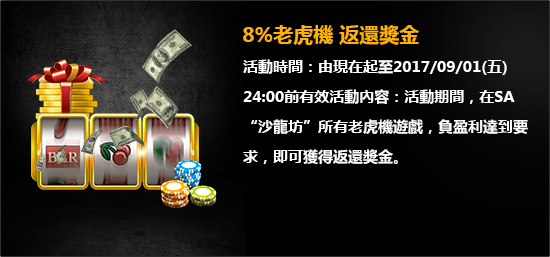 8%老虎機 返還獎金
活動時間：由現在起至2017/09/01(五)
24:00前有效活動內容：活動期間，在SA
“沙龍坊”所有老虎機遊戲，負盈利達到要
求，即可獲得返還獎金。
BAR